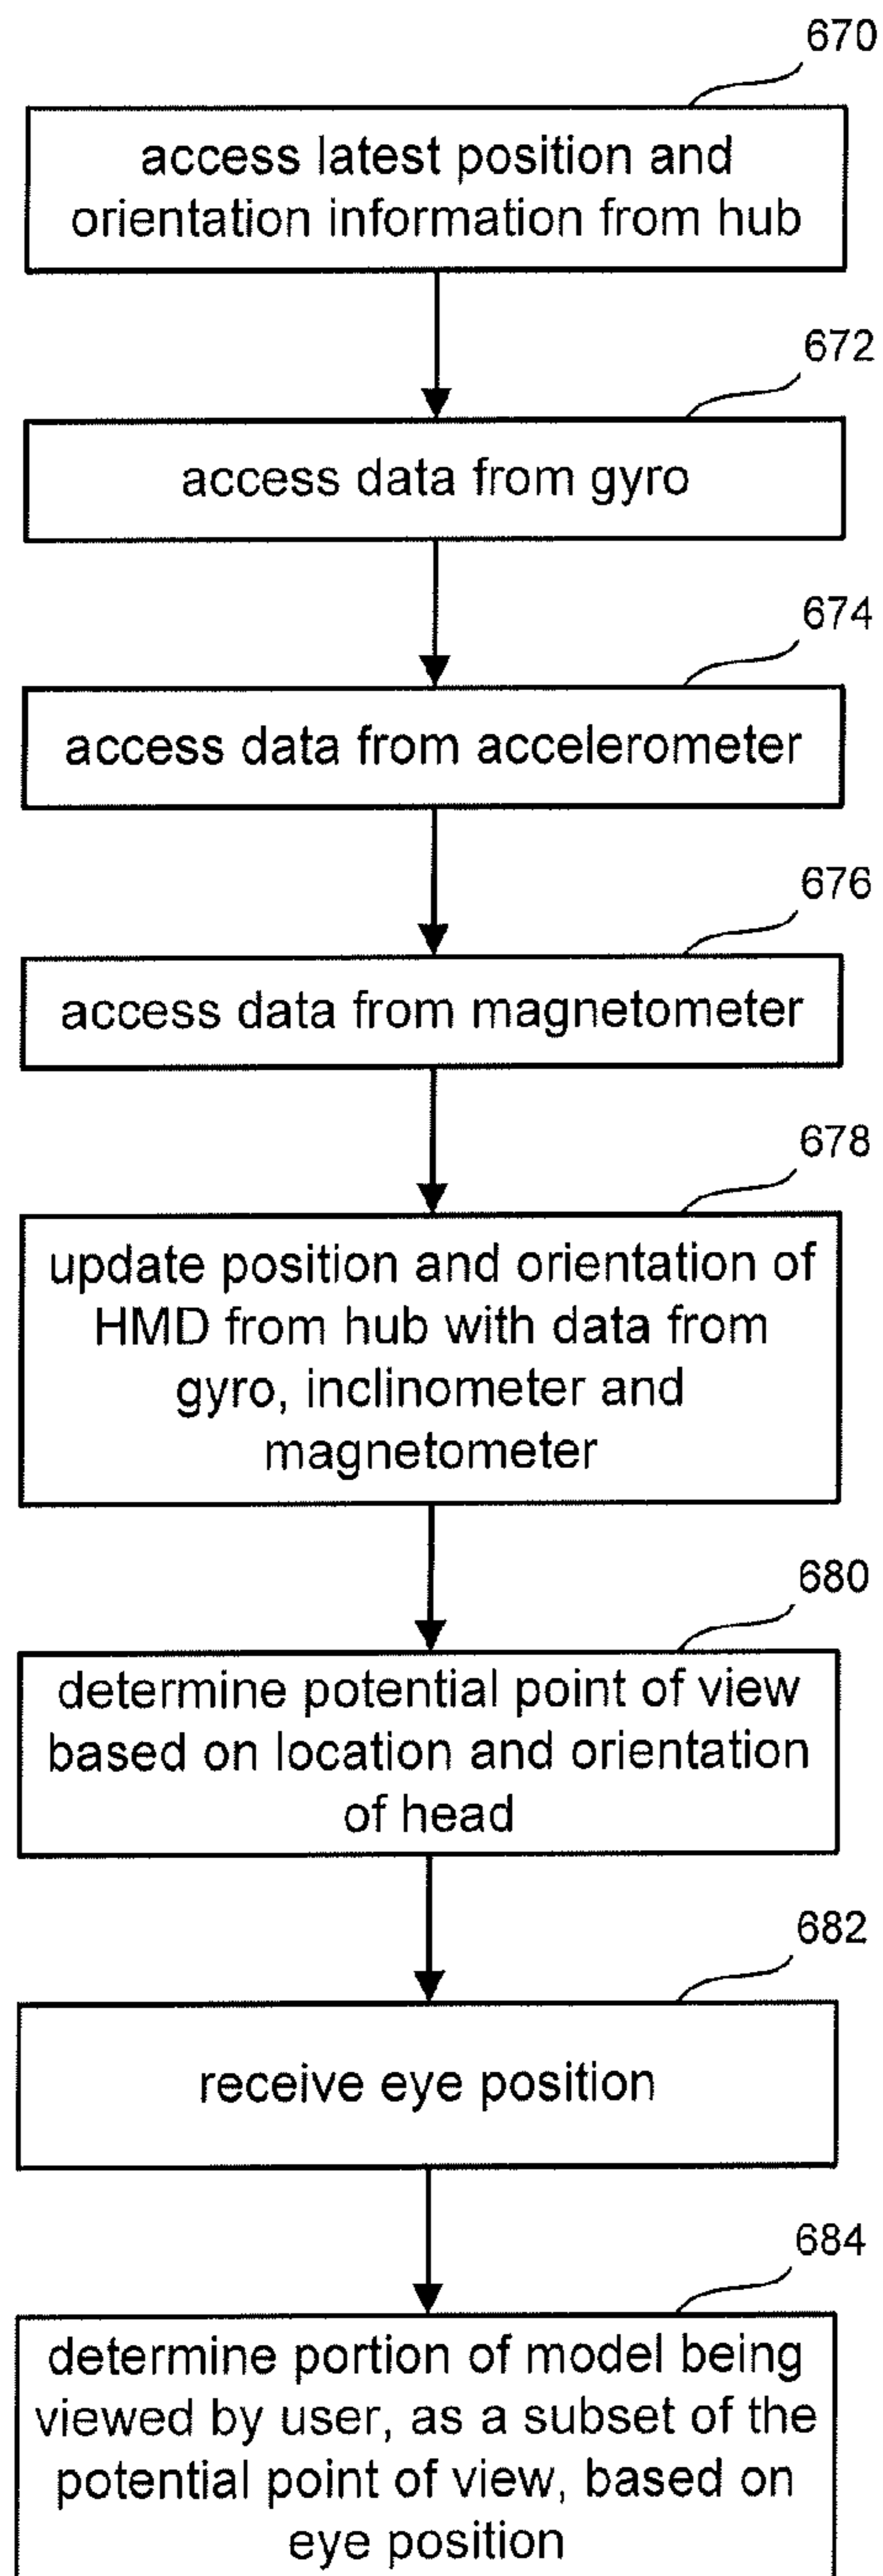 670
access latest position and
orientation information from hub
672
access data from gyro
674
access data from accelerometer
676
access data from magnetometer
678
update position and orientation of
HMD from hub with data from
gyro, inclinometer and
magnetometer
680
determine potential point of view
based on location and orientation
of head
682
receive eye position
684
determine portion of model being
viewed by user, as a subset of the
potential point of view, based on
eye position